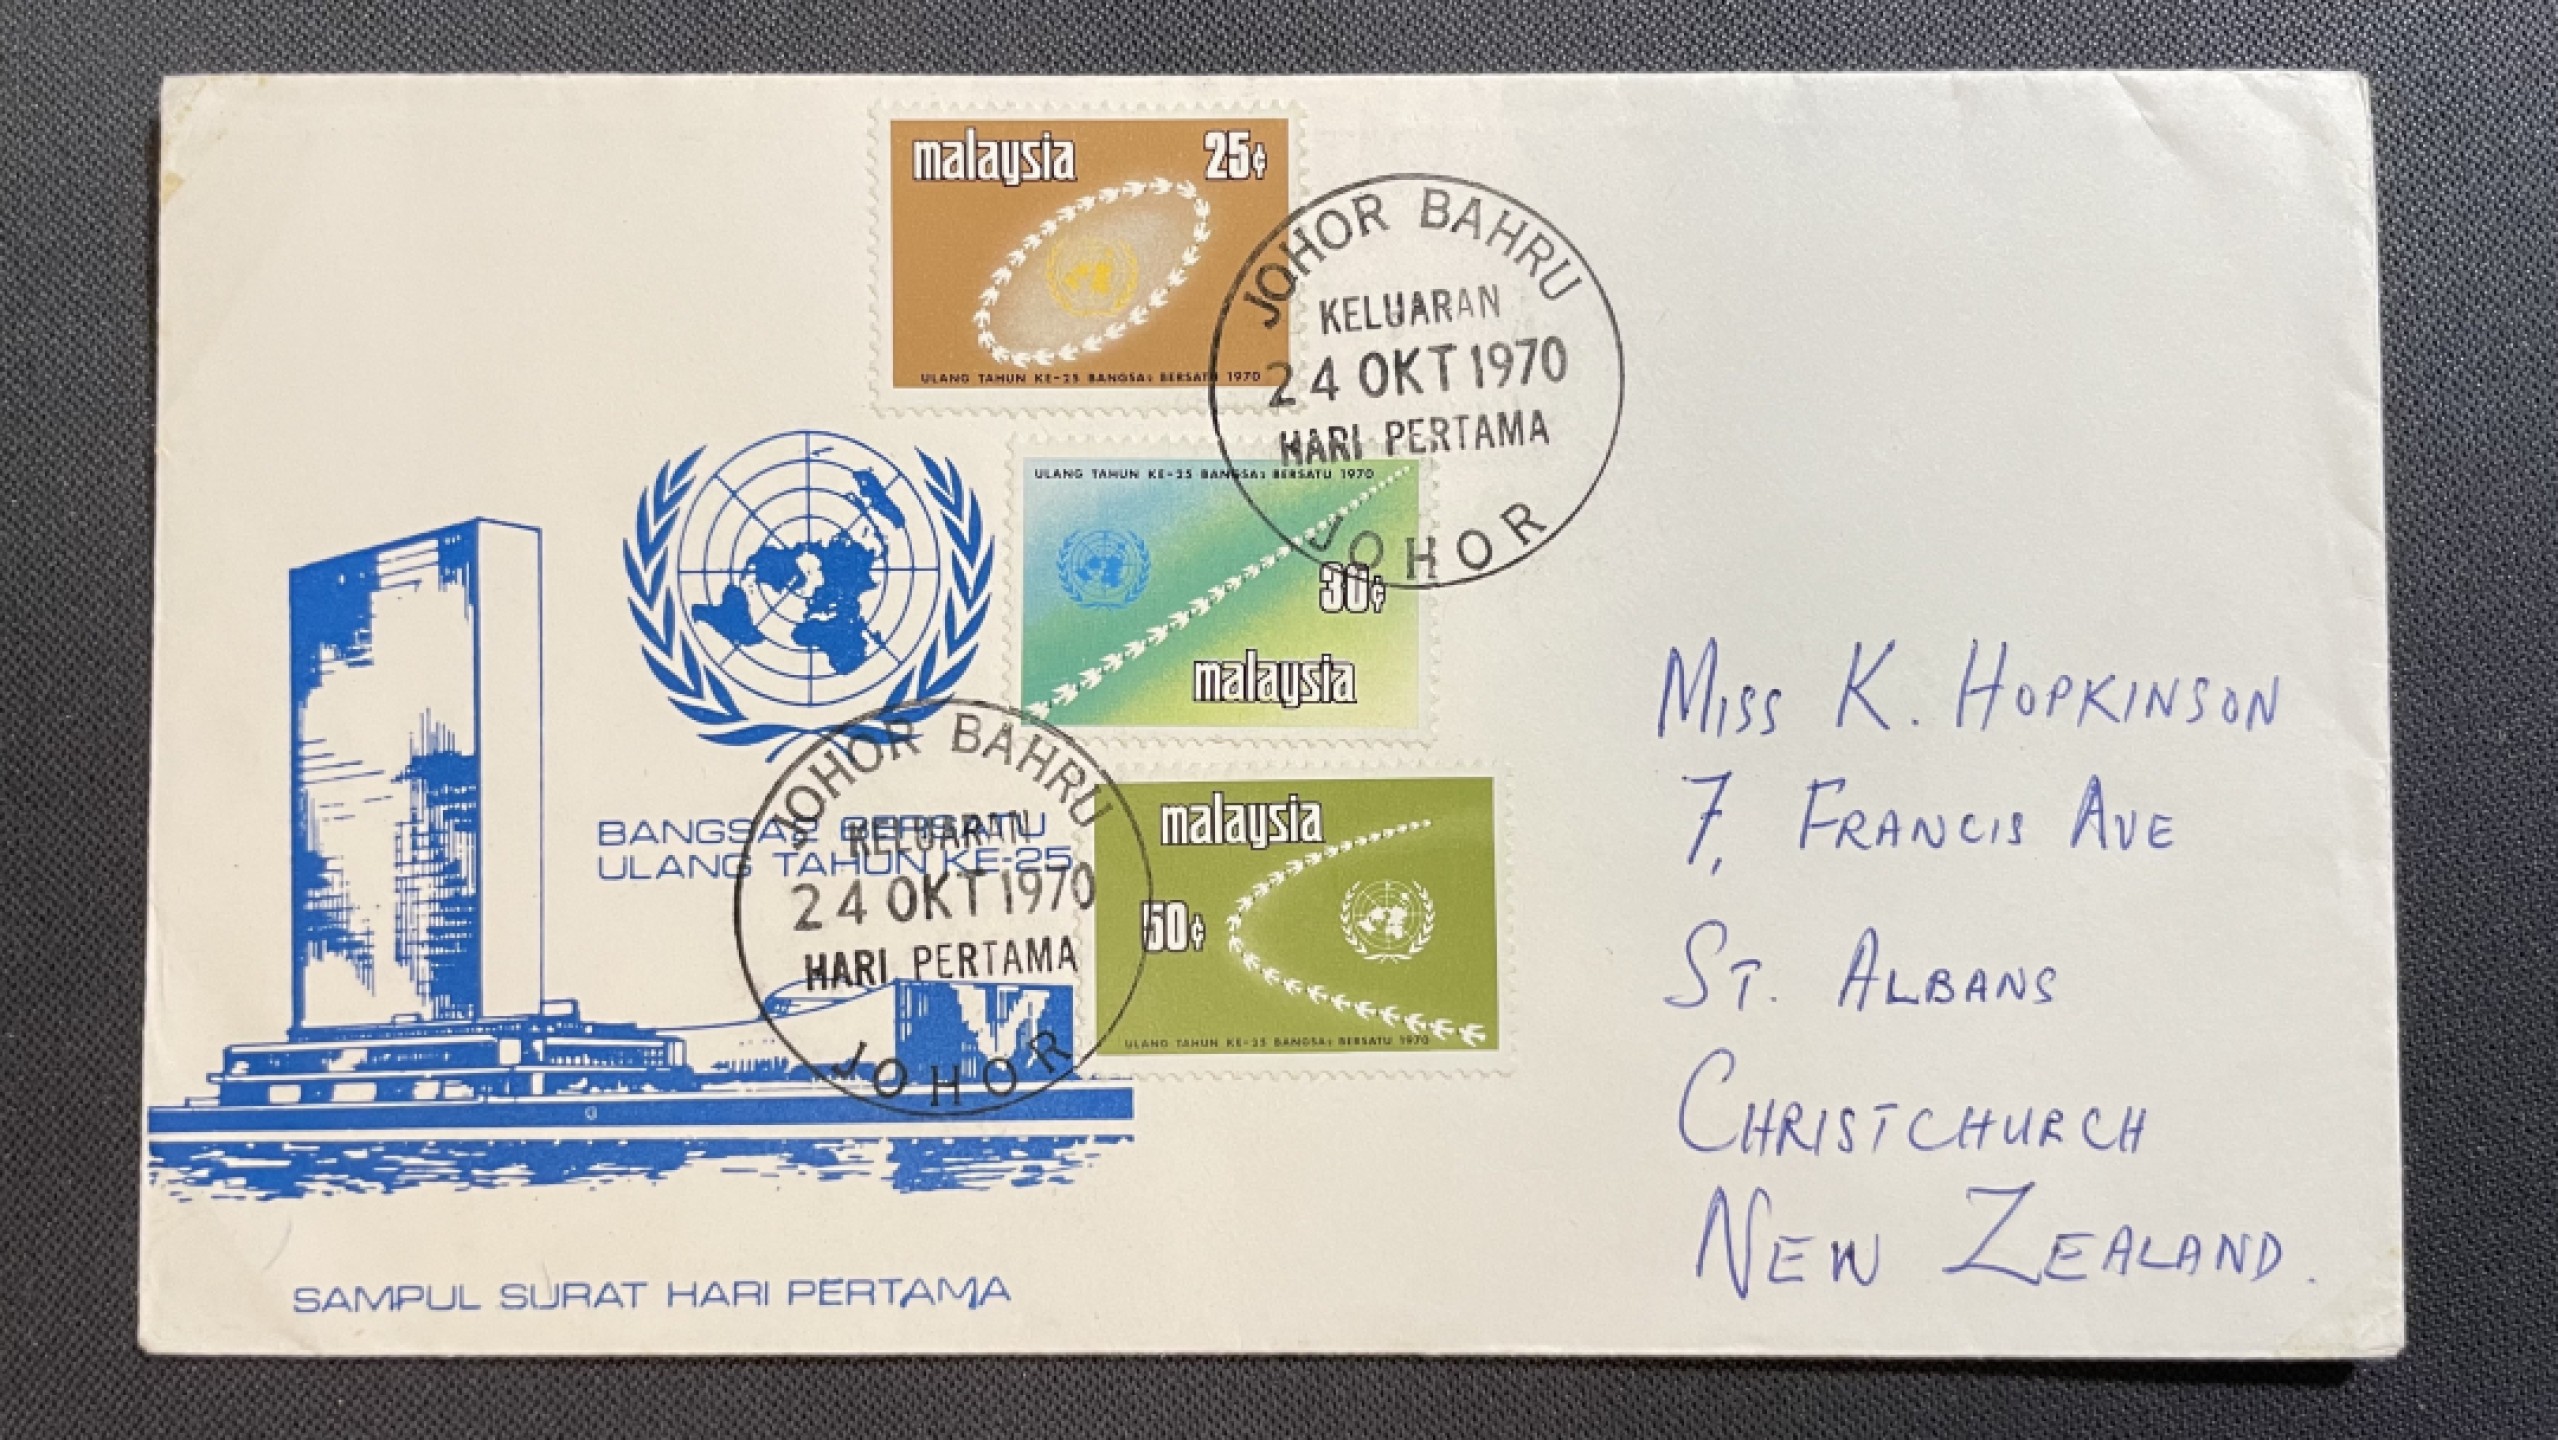 malaysia 25¢
ULANG TAHUN KE-25 BANGSA2 BERSATU 1970
JOHOR BAHRU
KELUARAN
24 OKT 1970
HARI PERTAMA
JOHOR
ULANG TAHUN KE-25 BANGSA2 BERSATU 1970
30¢
malaysia
BANGSA2 BERSATU
ULANG TAHUN KE-25
JOHOR BAHRU
KELUARAN
24 OKT 1970
HARI PERTAMA
JOHOR
malaysia
50¢
ULANG TAHUN KE-25 BANGSA2 BERSATU 1970
SAMPUL SURAT HARI PERTAMA
MISS K. HOPKINSON
7, FRANCIS AVE
ST. ALBANS
CHRISTCHURCH
NEW ZEALAND.